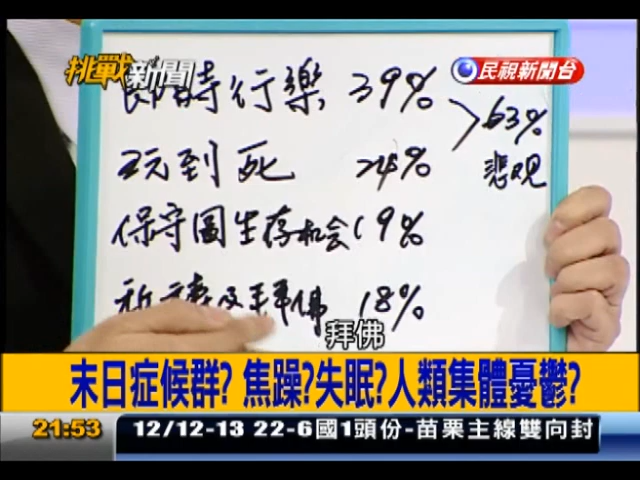 挑戰新聞
民視新聞台
即時行樂 39%
63%
悲观
玩到死 24%
保守圖生存机会 19%
祈禱及拜佛 18%
拜佛
末日症候群? 焦躁?失眠?人類集體憂鬱?
21:53 12/12-13 22-6國1頭份-苗栗主線雙向封